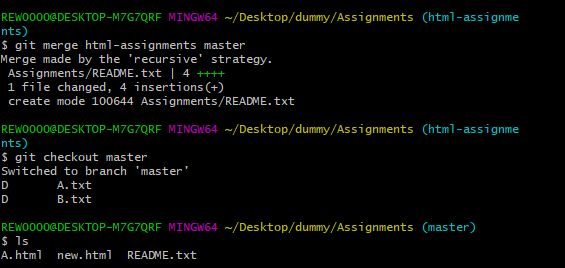 REWOOOO@DESKTOP-M7G7QRF MINGW64 ~/Desktop/dummy/Assignments (html-assignme
nts)
$ git merge html-assignments master
Merge made by the 'recursive' strategy.
 Assignments/README.txt | 4 ++++
 1 file changed, 4 insertions(+)
 create mode 100644 Assignments/README.txt
REWOOOO@DESKTOP-M7G7QRF MINGW64 ~/Desktop/dummy/Assignments (html-assignme
nts)
$ git checkout master
Switched to branch 'master'
D       A.txt
D       B.txt
REWOOOO@DESKTOP-M7G7QRF MINGW64 ~/Desktop/dummy/Assignments (master)
$ ls
A.html  new.html  README.txt